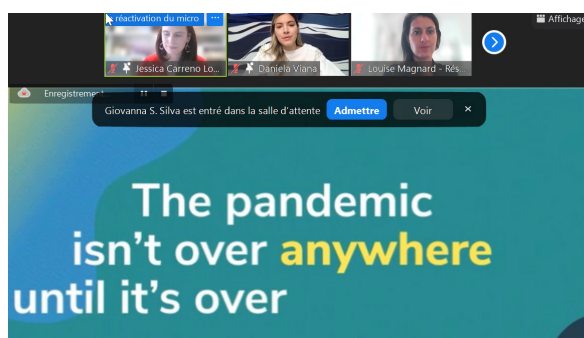 réactivation du micro ...
Affichage
Jessica Carreno Lo...
Daniela Viana
Louise Magnard - Rés
Enregistrement
Giovanna S. Silva est entré dans la salle d'attente Admettre Voir
The pandemic
isn't over anywhere
until it's over